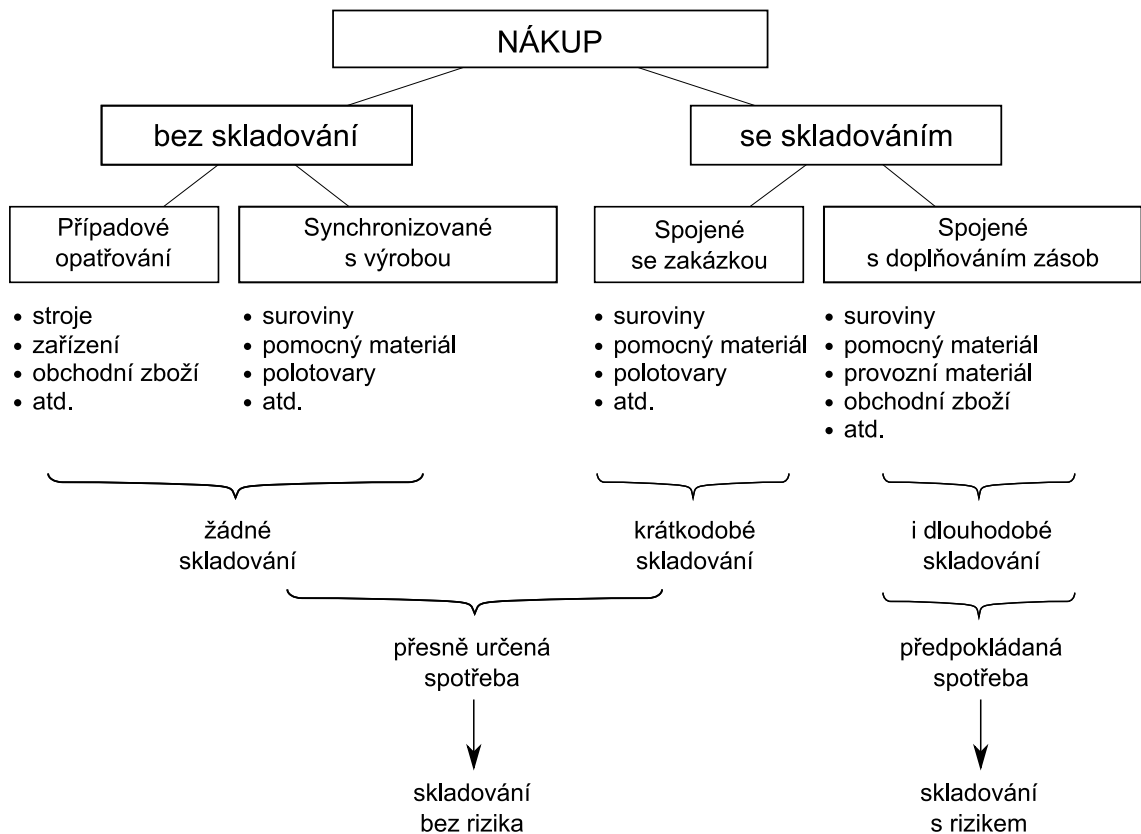 NÁKUP
bez skladování
se skladováním
Případové
opatřování
Synchronizované
s výrobou
Spojené
se zakázkou
Spojené
s doplňováním zásob
• stroje
• zařízení
• obchodní zboží
• atd.
• suroviny
• pomocný materiál
• polotovary
• atd.
• suroviny
• pomocný materiál
• polotovary
• atd.
• suroviny
• pomocný materiál
• provozní materiál
• obchodní zboží
• atd.
žádné
skladování
krátkodobé
skladování
i dlouhodobé
skladování
přesně určená
spotřeba
předpokládaná
spotřeba
skladování
bez rizika
skladování
s rizikem